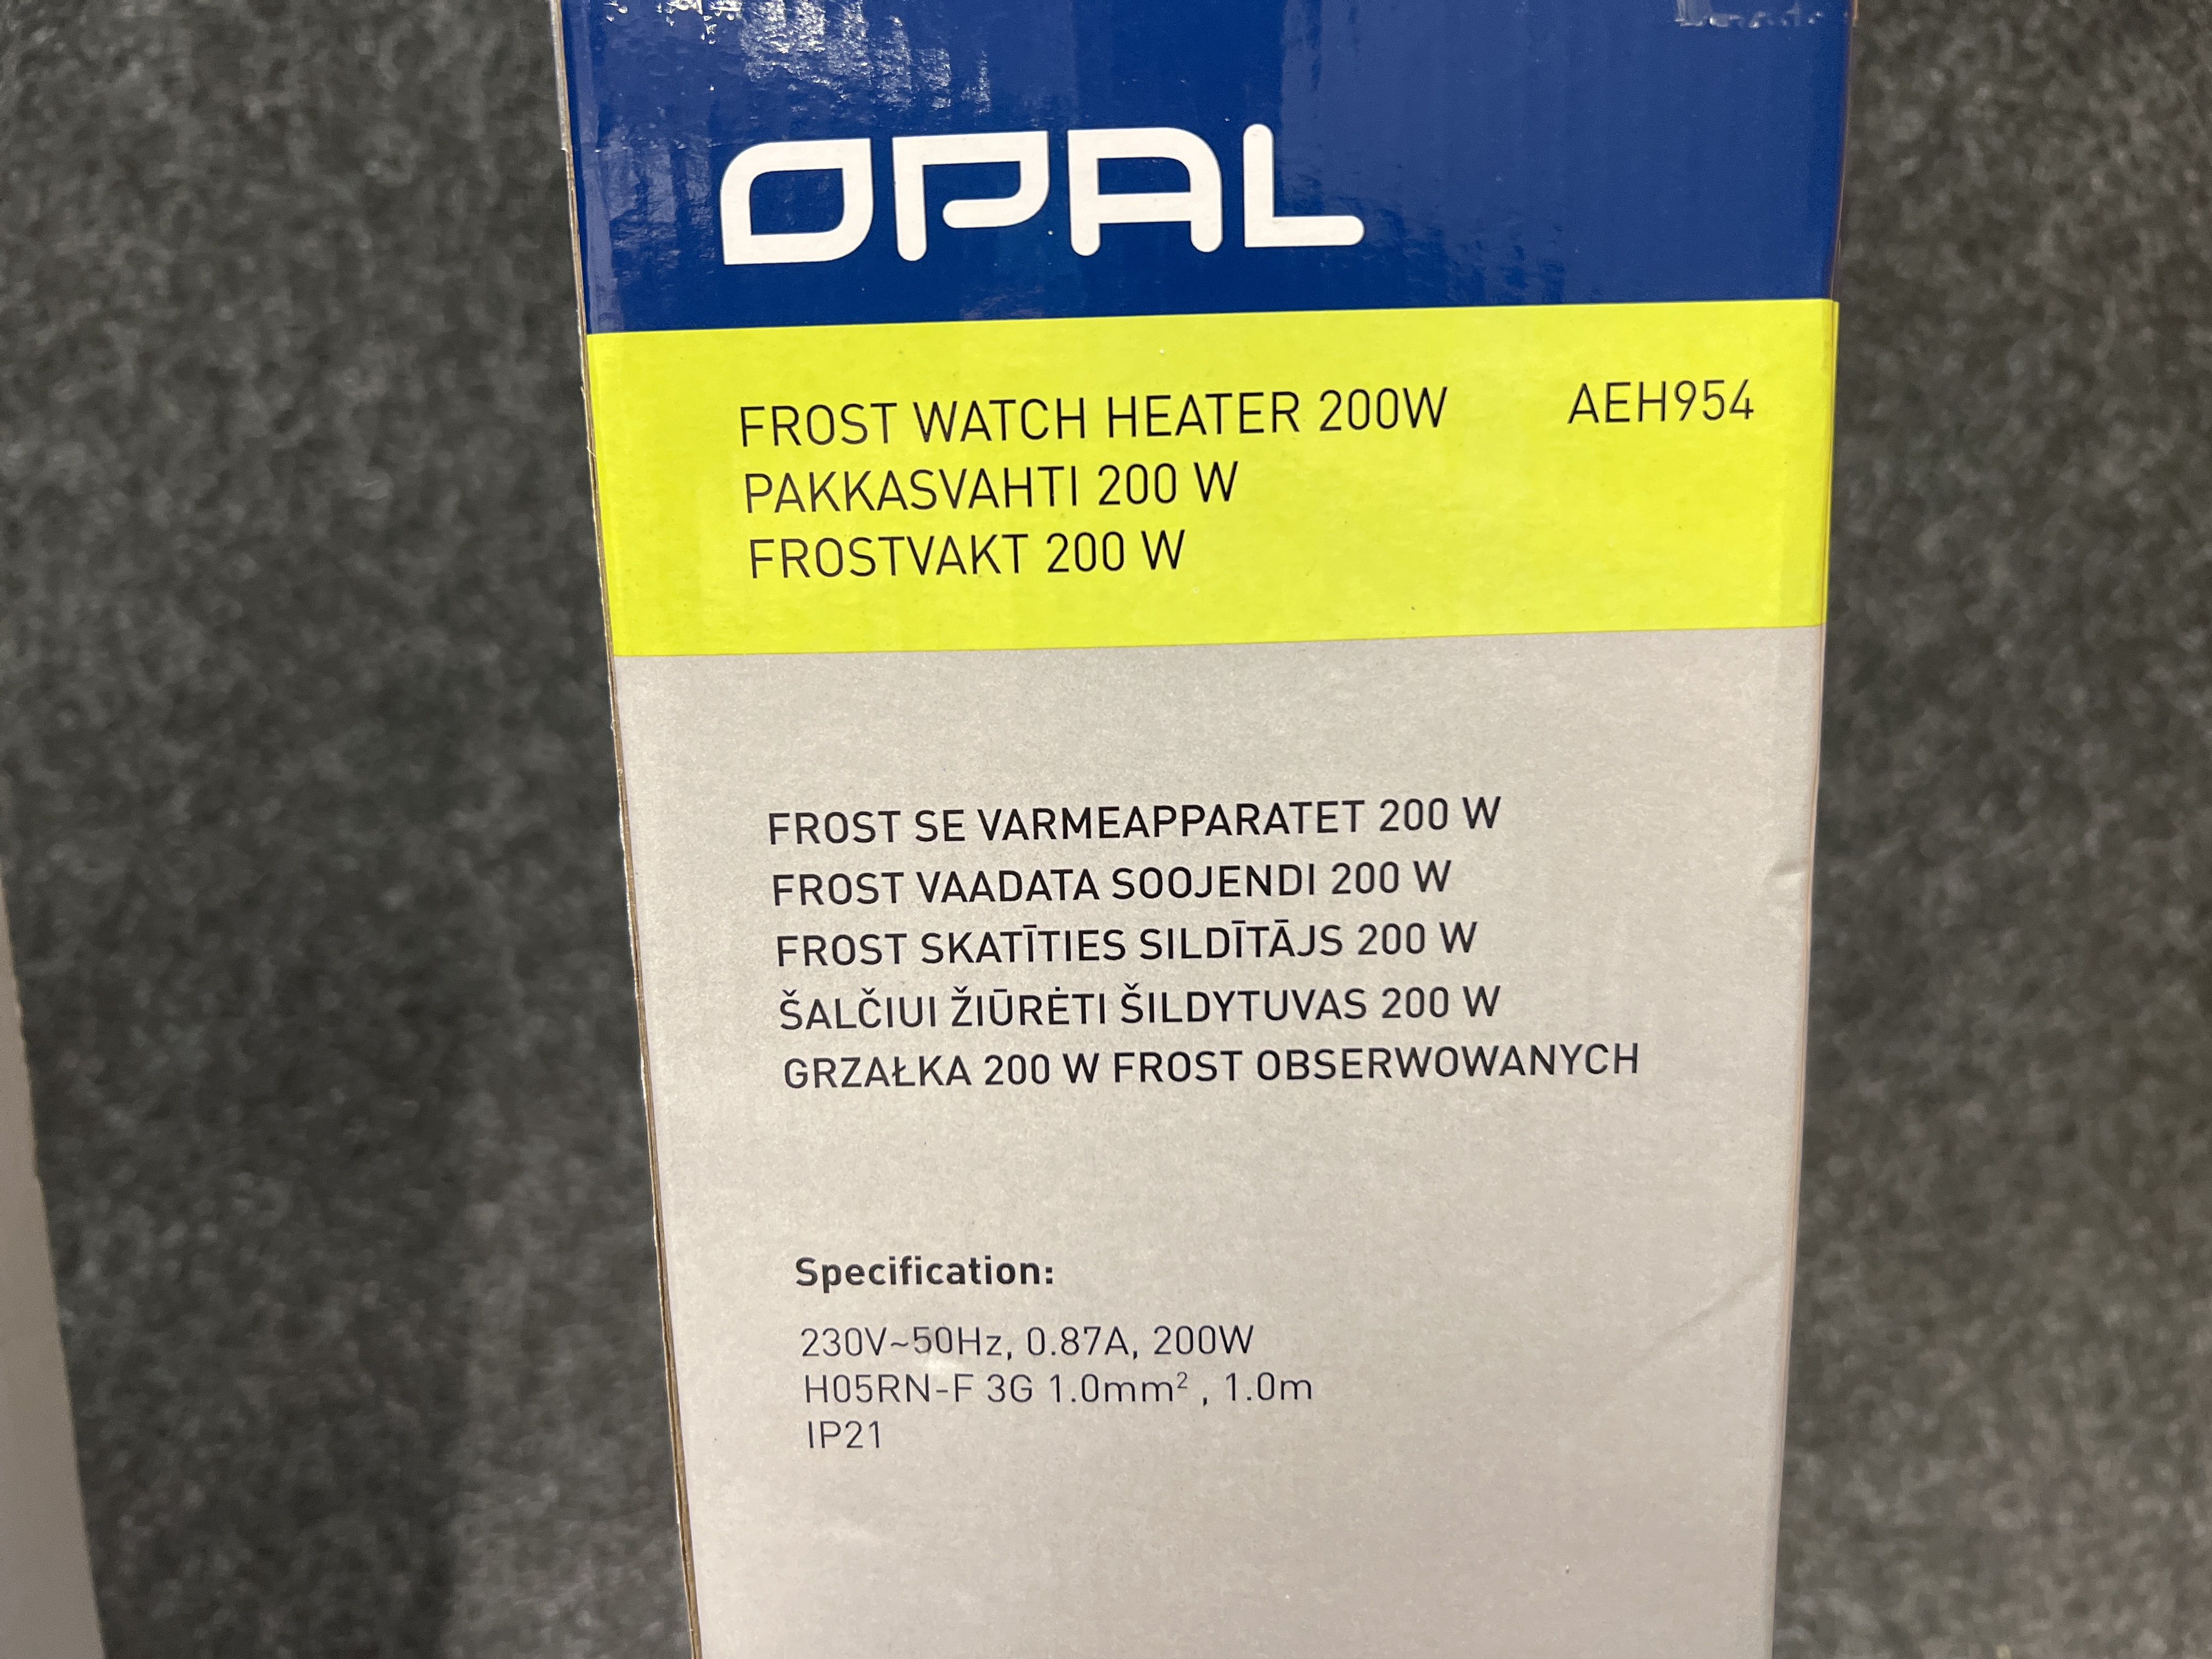 OPAL
FROST WATCH HEATER 200W AEH954
PAKKASVAHTI 200 W
FROSTVAKT 200 W
FROST SE VARMEAPPARATET 200 W
FROST VAADATA SOOJENDI 200 W
FROST SKATĪTIES SILDĪTĀJS 200 W
ŠALČIUI ŽIŪRĖTI ŠILDYTUVAS 200 W
GRZAŁKA 200 W FROST OBSERWOWANYCH
Specification:
230V~50Hz, 0.87A, 200W
H05RN-F 3G 1.0mm² , 1.0m
IP21